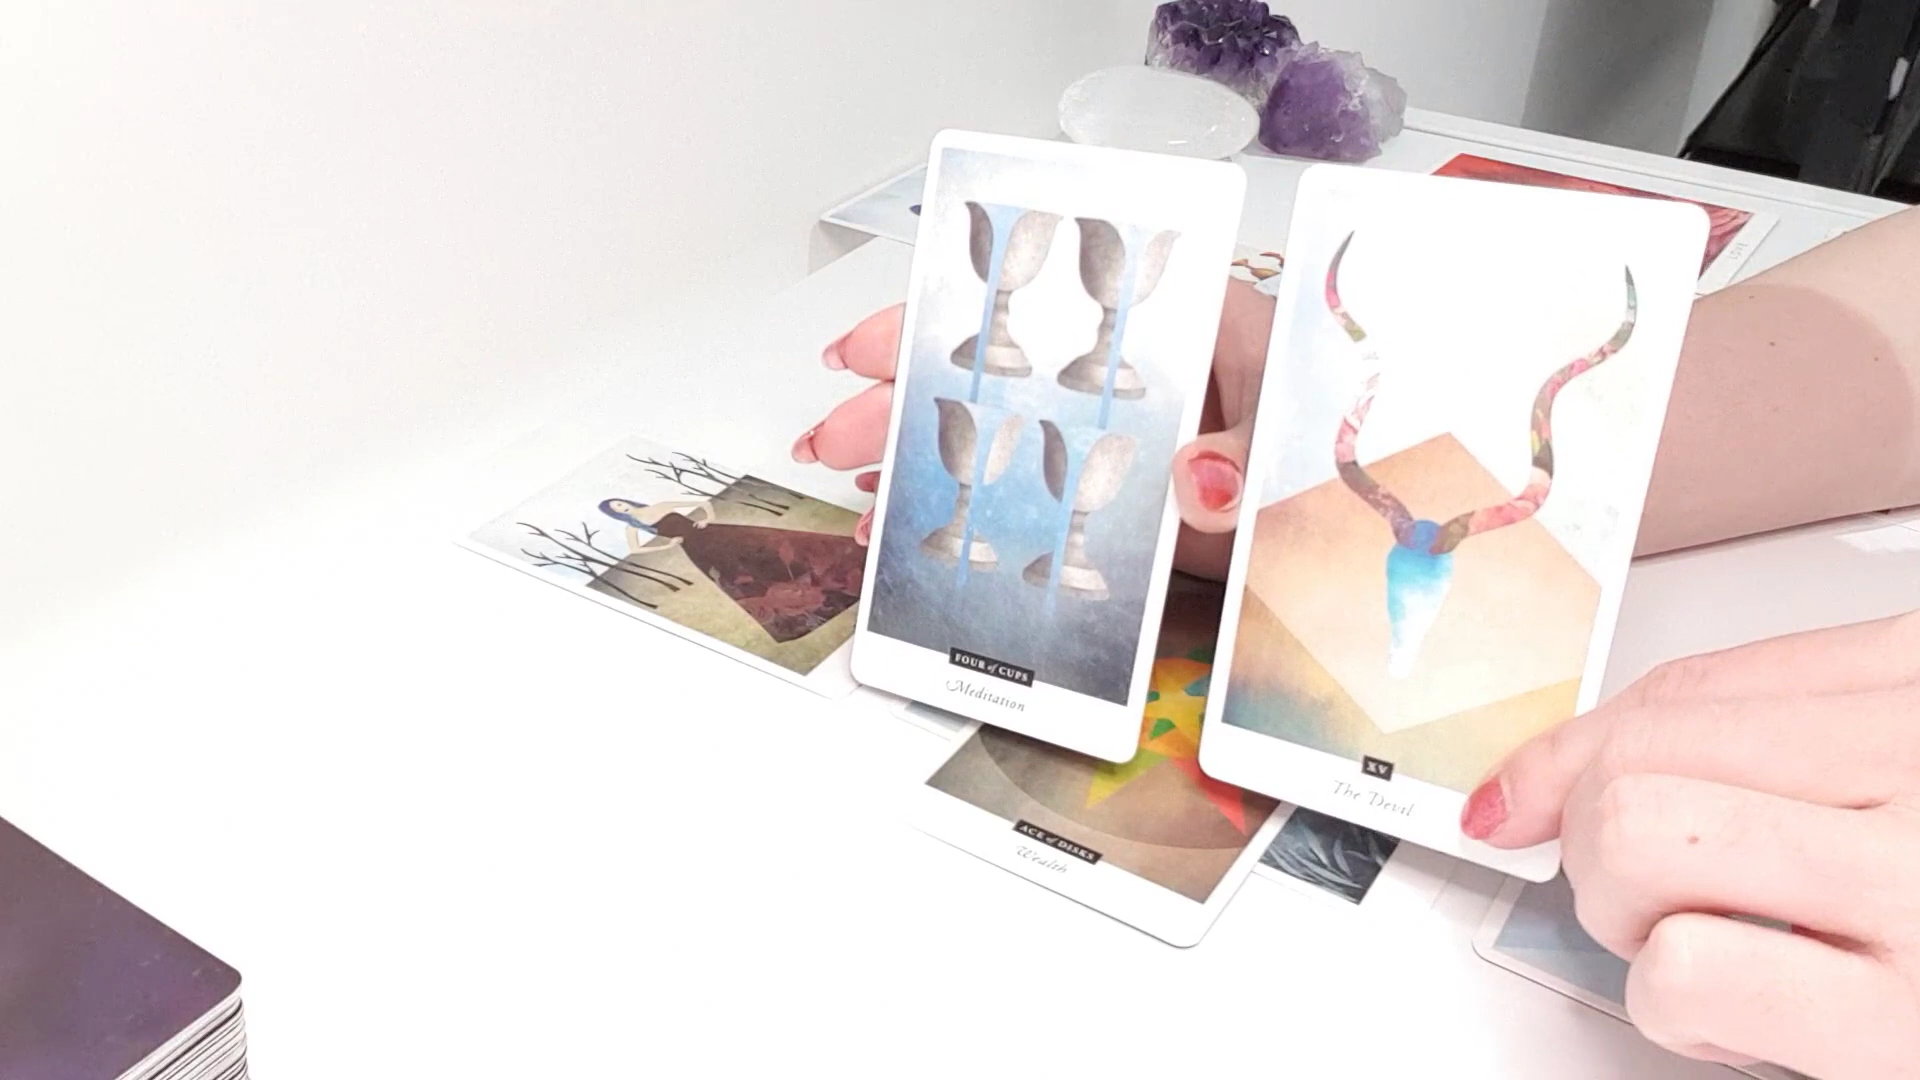 FOUR of CUPS
Meditation
XV
The Devil
ACE of DISKS
Wealth